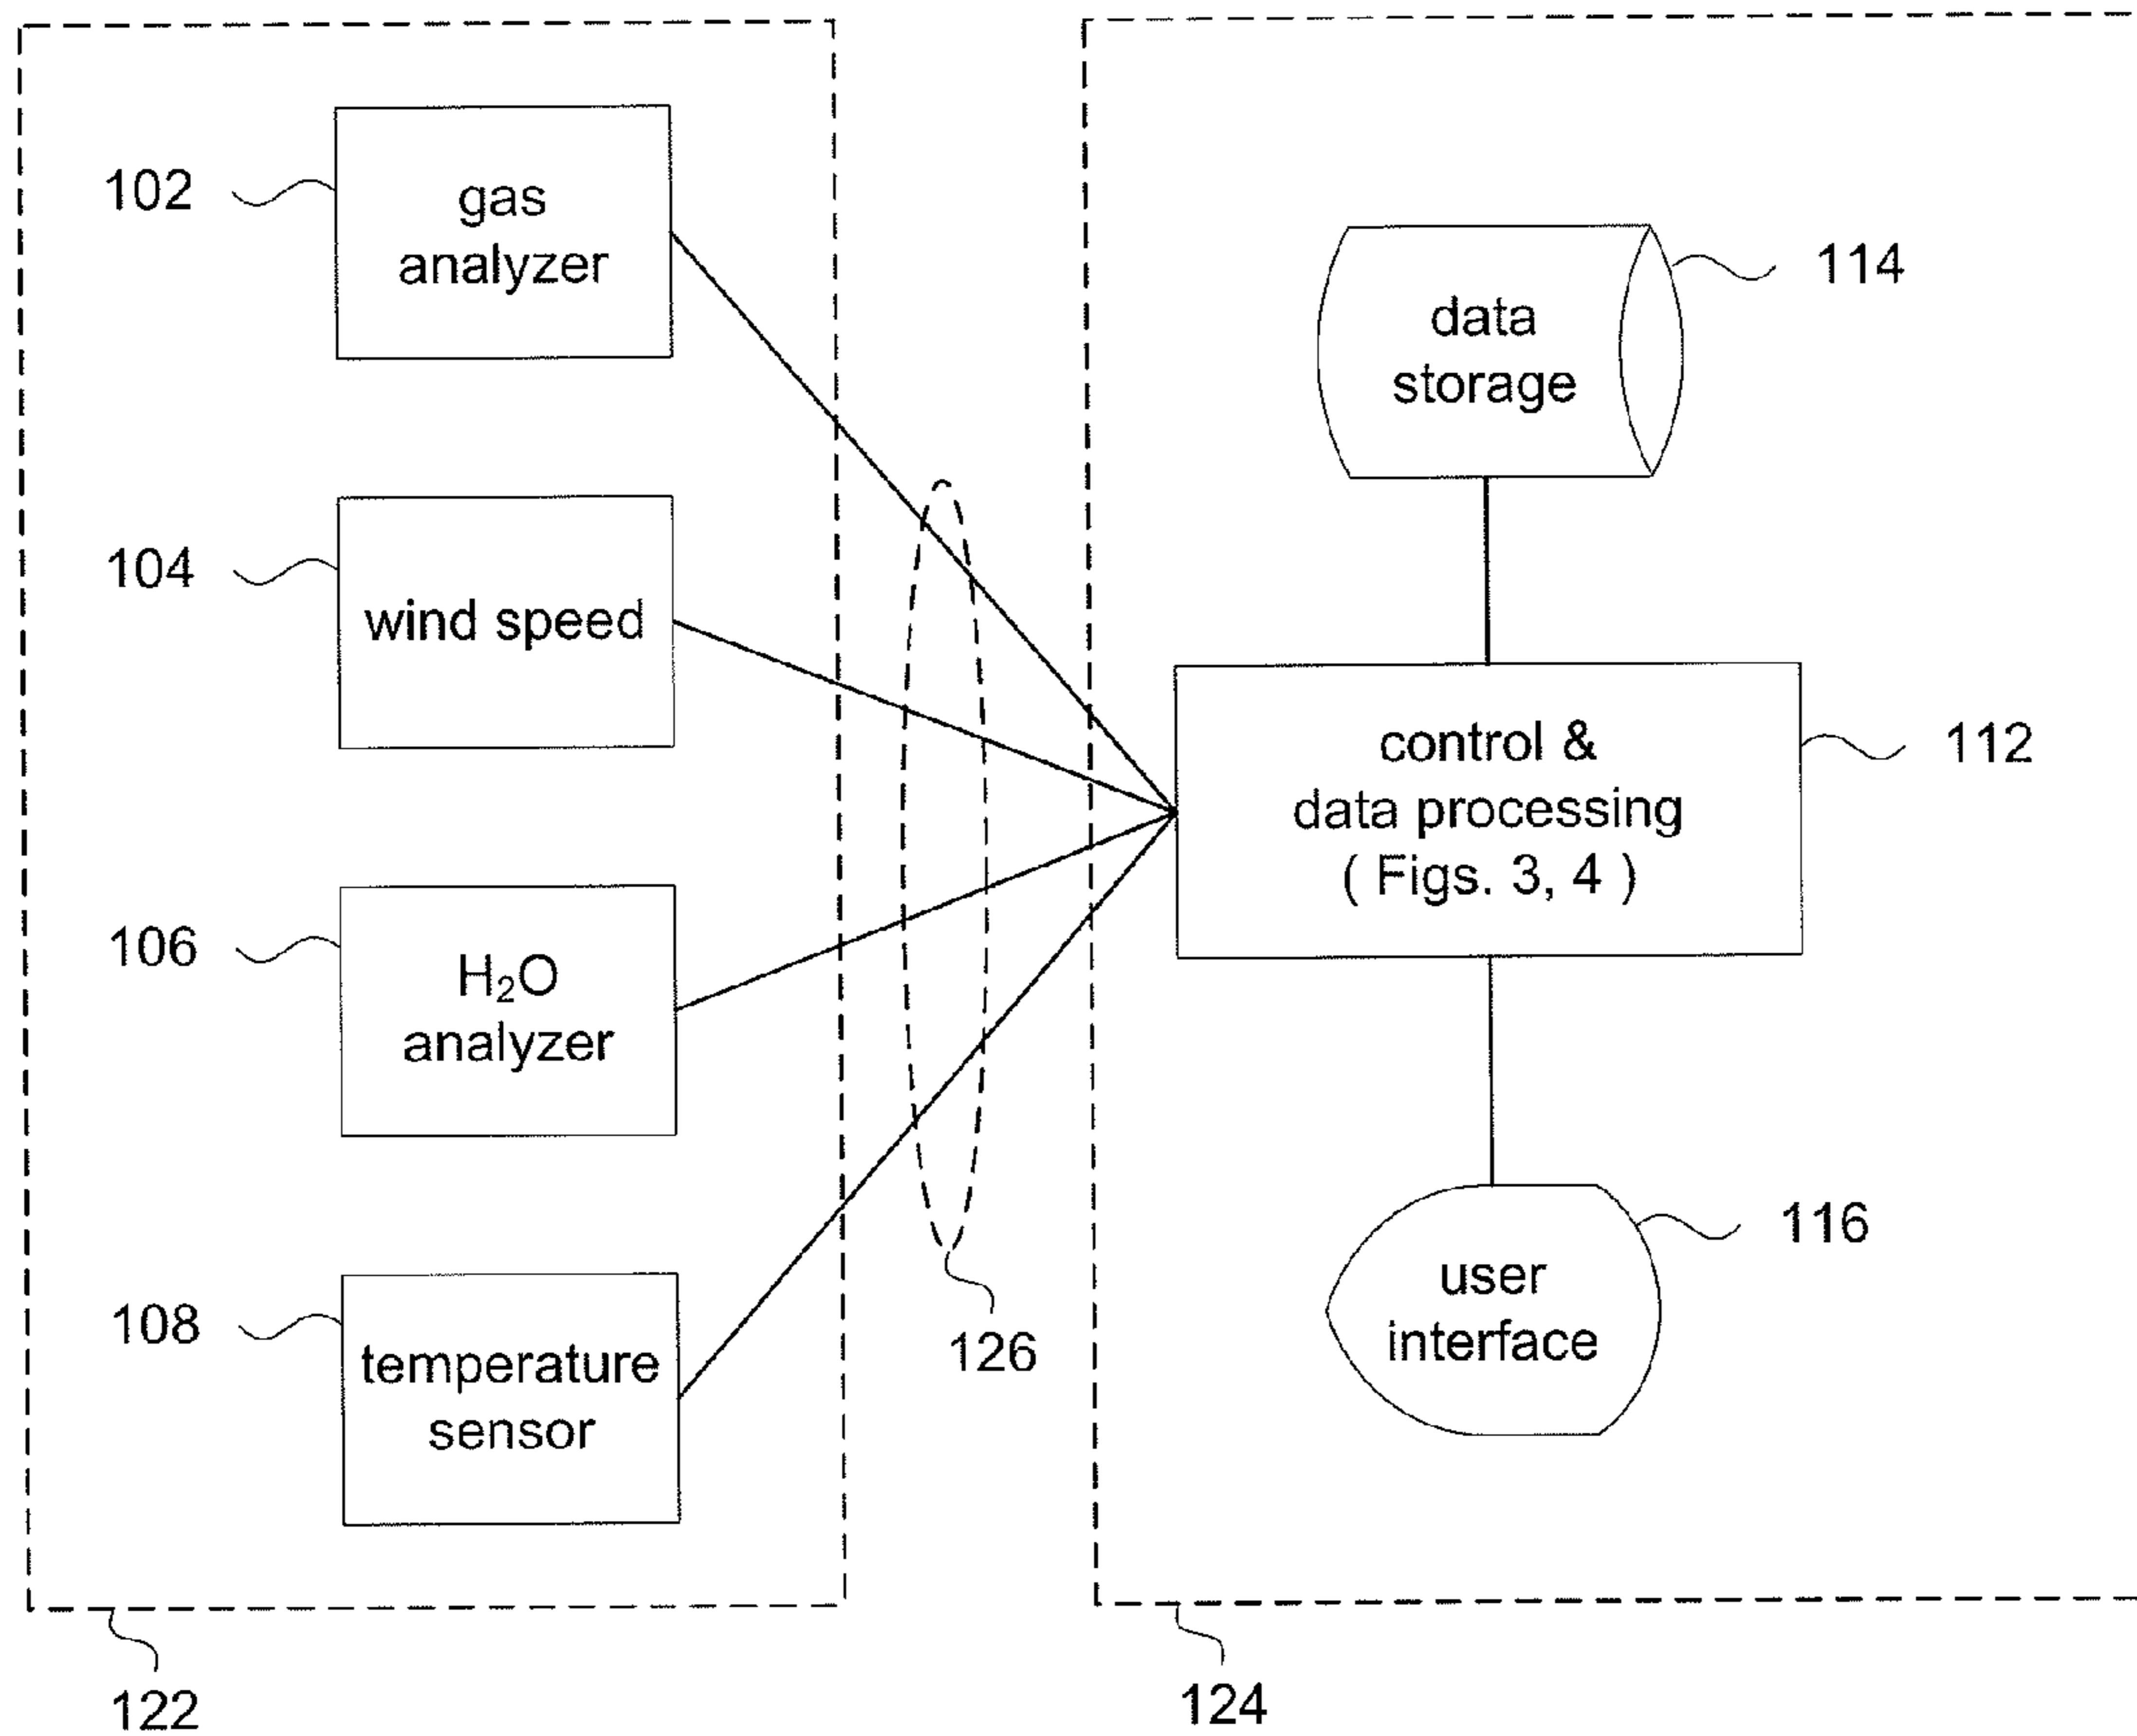 102
gas
analyzer
104
wind speed
106
H₂O
analyzer
108
temperature
sensor
122
126
114
data
storage
control &
data processing
( Figs. 3, 4 )
112
116
user
interface
124